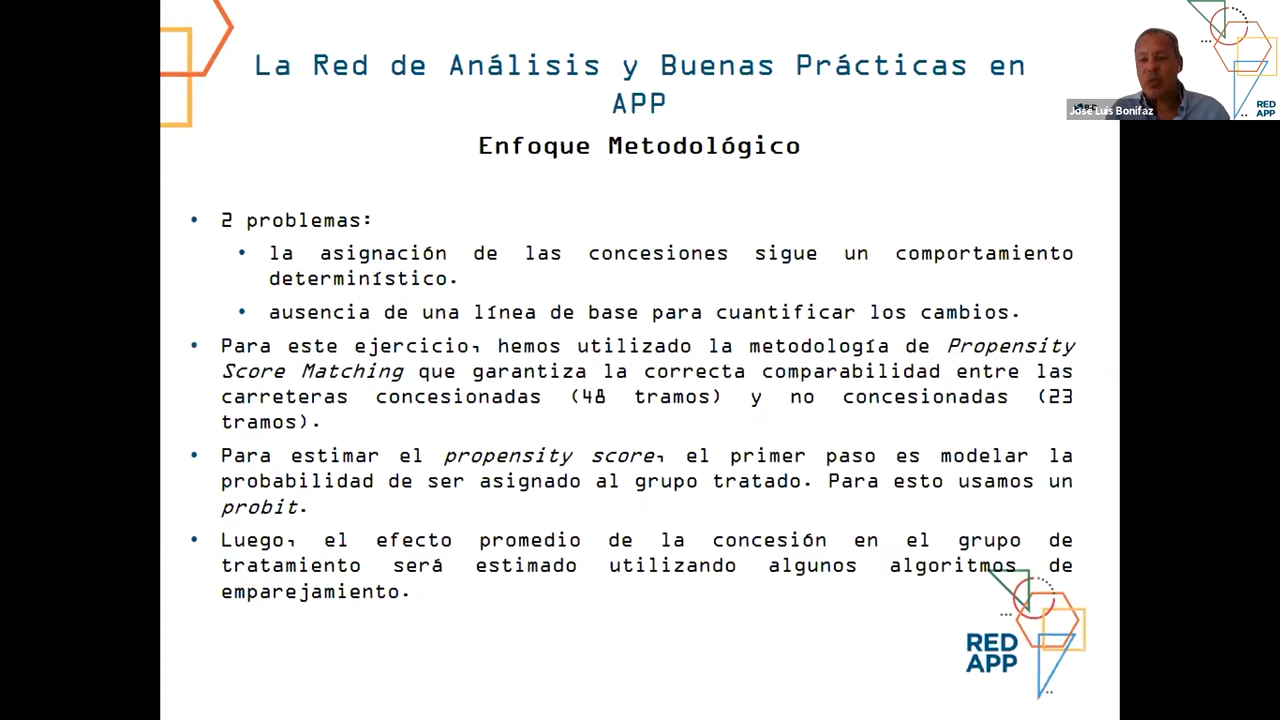 La Red de Análisis y Buenas Prácticas en
APP
Enfoque Metodológico
• 2 problemas:
• la asignación de las concesiones sigue un comportamiento
determinístico.
• ausencia de una línea de base para cuantificar los cambios.
• Para este ejercicio, hemos utilizado la metodología de Propensity
Score Matching que garantiza la correcta comparabilidad entre las
carreteras concesionadas (48 tramos) y no concesionadas (23
tramos).
• Para estimar el propensity score, el primer paso es modelar la
probabilidad de ser asignado al grupo tratado. Para esto usamos un
probit.
• Luego, el efecto promedio de la concesión en el grupo de
tratamiento será estimado utilizando algunos algoritmos de
emparejamiento.
RED
APP
José Luis Bonifaz
RED
APP